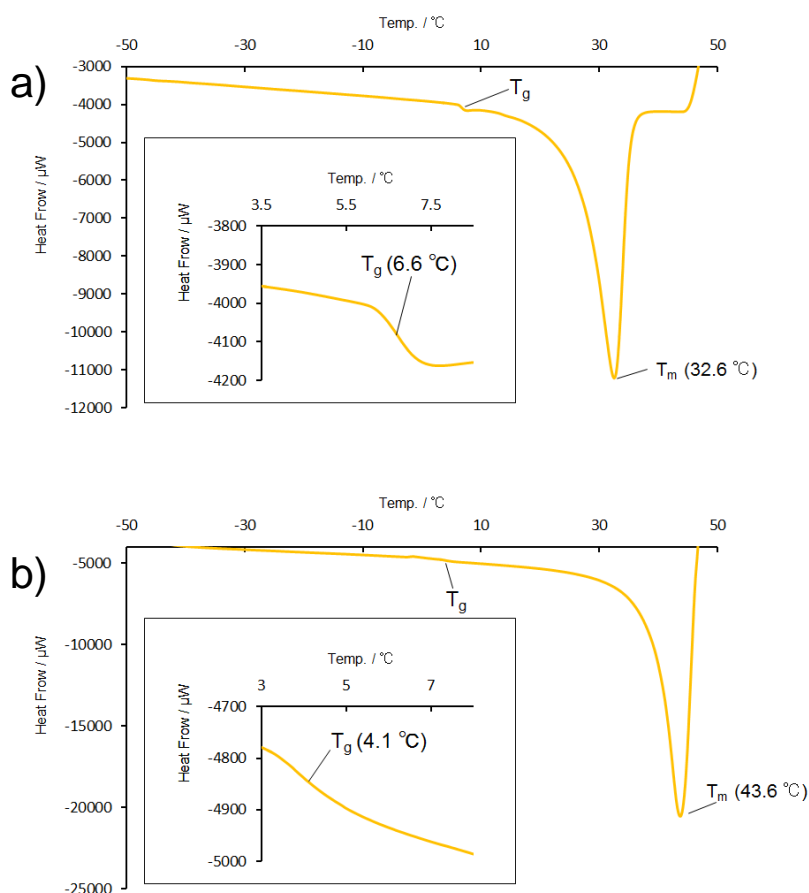 Temp. / ℃
-50 -30 -10 10 30 50
a)
-3000
-4000
-5000
-6000
-7000
-8000
-9000
-10000
-11000
-12000
Heat Frow / µW
Tg
Temp. / ℃
3.5 5.5 7.5
-3800
-3900
-4000
-4100
-4200
Heat Frow / µW
Tg (6.6 ℃)
Tm (32.6 ℃)
Temp. / ℃
-50 -30 -10 10 30 50
b)
-5000
-10000
-15000
-20000
-25000
Heat Frow / µW
Tg
Temp. / ℃
3 5 7
-4700
-4800
-4900
-5000
Heat Frow / µW
Tg (4.1 ℃)
Tm (43.6 ℃)